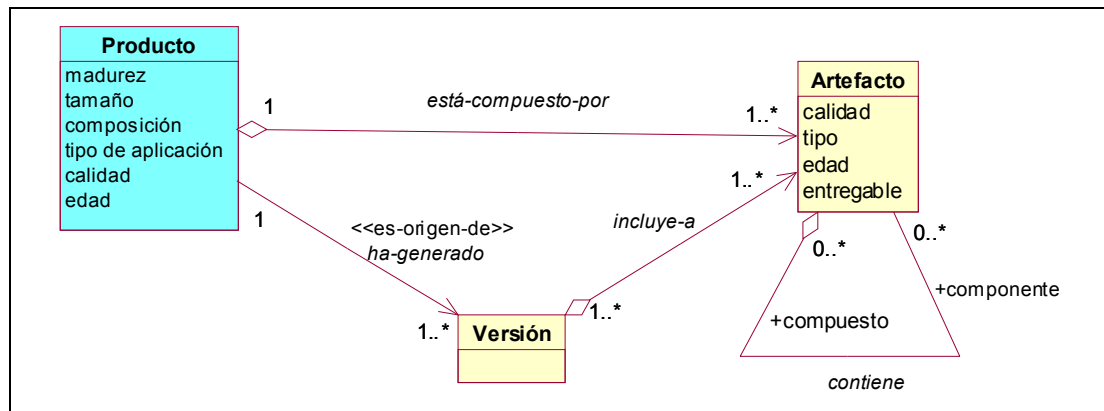 Producto
madurez
tamaño
composición
tipo de aplicación
calidad
edad
1
está-compuesto-por
1..*
Artefacto
calidad
tipo
edad
entregable
1
<<es-origen-de>>
ha-generado
1..*
Versión
1..*
incluye-a
1..*
0..*
0..*
+compuesto
+componente
contiene